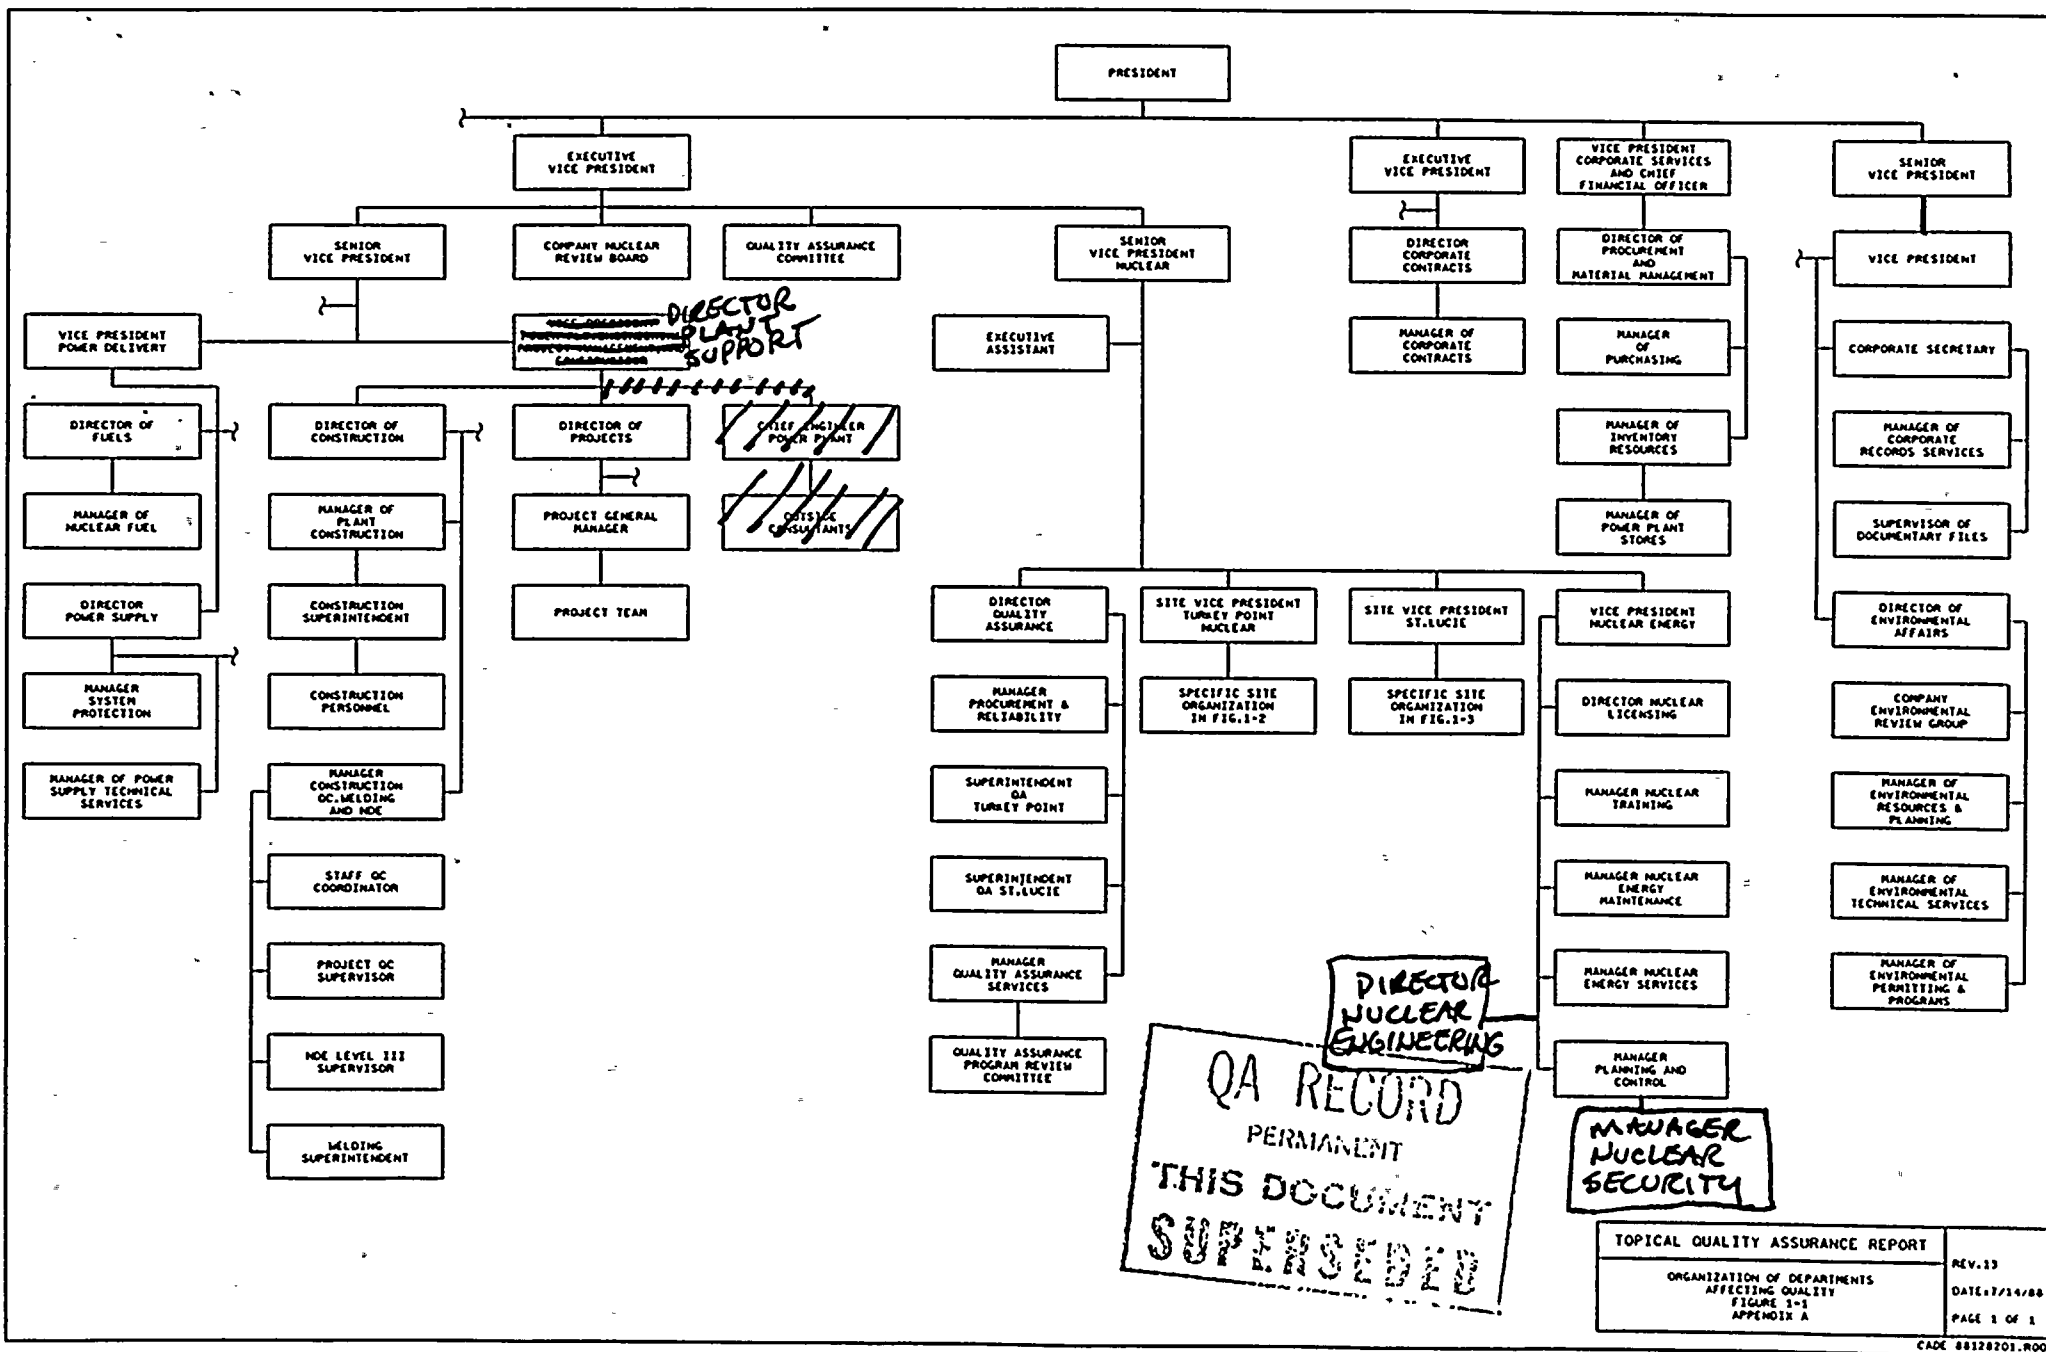 PRESIDENT
EXECUTIVE
VICE PRESIDENT
EXECUTIVE
VICE PRESIDENT
VICE PRESIDENT
CORPORATE SERVICES
AND CHIEF
FINANCIAL OFFICER
SENIOR
VICE PRESIDENT
SENIOR
VICE PRESIDENT
COMPANY NUCLEAR
REVIEW BOARD
QUALITY ASSURANCE
COMMITTEE
SENIOR
VICE PRESIDENT
NUCLEAR
DIRECTOR
CORPORATE
CONTRACTS
DIRECTOR OF
PROCUREMENT
AND
MATERIAL MANAGEMENT
VICE PRESIDENT
VICE PRESIDENT
POWER DELIVERY
DIRECTOR
PLANT
SUPPORT
EXECUTIVE
ASSISTANT
MANAGER OF
CORPORATE
CONTRACTS
MANAGER
OF
PURCHASING
CORPORATE SECRETARY
DIRECTOR OF
FUELS
DIRECTOR OF
CONSTRUCTION
DIRECTOR OF
PROJECTS
CHIEF ENGINEER
POWER PLANT
MANAGER OF
INVENTORY
RESOURCES
MANAGER OF
CORPORATE
RECORDS SERVICES
MANAGER OF
NUCLEAR FUEL
MANAGER OF
PLANT
CONSTRUCTION
PROJECT GENERAL
MANAGER
OUTSIDE
CONSULTANTS
MANAGER OF
POWER PLANT
STORES
SUPERVISOR OF
DOCUMENTARY FILES
DIRECTOR
POWER SUPPLY
CONSTRUCTION
SUPERINTENDENT
PROJECT TEAM
DIRECTOR
QUALITY
ASSURANCE
SITE VICE PRESIDENT
TURKEY POINT
NUCLEAR
SITE VICE PRESIDENT
ST.LUCIE
VICE PRESIDENT
NUCLEAR ENERGY
DIRECTOR OF
ENVIRONMENTAL
AFFAIRS
MANAGER
SYSTEM
PROTECTION
CONSTRUCTION
PERSONNEL
MANAGER
PROCUREMENT &
RELIABILITY
SPECIFIC SITE
ORGANIZATION
IN FIG.1-2
SPECIFIC SITE
ORGANIZATION
IN FIG.1-3
DIRECTOR NUCLEAR
LICENSING
COMPANY
ENVIRONMENTAL
REVIEW GROUP
MANAGER OF POWER
SUPPLY TECHNICAL
SERVICES
MANAGER
CONSTRUCTION
QC.WELDING
AND NDE
SUPERINTENDENT
QA
TURKEY POINT
MANAGER NUCLEAR
TRAINING
MANAGER OF
ENVIRONMENTAL
RESOURCES &
PLANNING
STAFF QC
COORDINATOR
SUPERINTENDENT
QA ST.LUCIE
MANAGER NUCLEAR
ENERGY
MAINTENANCE
MANAGER OF
ENVIRONMENTAL
TECHNICAL SERVICES
PROJECT QC
SUPERVISOR
MANAGER
QUALITY ASSURANCE
SERVICES
DIRECTOR
NUCLEAR
ENGINEERING
MANAGER NUCLEAR
ENERGY SERVICES
MANAGER OF
ENVIRONMENTAL
PERMITTING &
PROGRAMS
NDE LEVEL III
SUPERVISOR
QUALITY ASSURANCE
PROGRAM REVIEW
COMMITTEE
MANAGER
PLANNING AND
CONTROL
WELDING
SUPERINTENDENT
QA RECORD
PERMANENT
THIS DOCUMENT
SUPERSEDED
MANAGER
NUCLEAR
SECURITY
TOPICAL QUALITY ASSURANCE REPORT
ORGANIZATION OF DEPARTMENTS
AFFECTING QUALITY
FIGURE 1-1
APPENDIX A
REV.13
DATE:7/14/88
PAGE 1 OF 1
CADE 88128201.R00